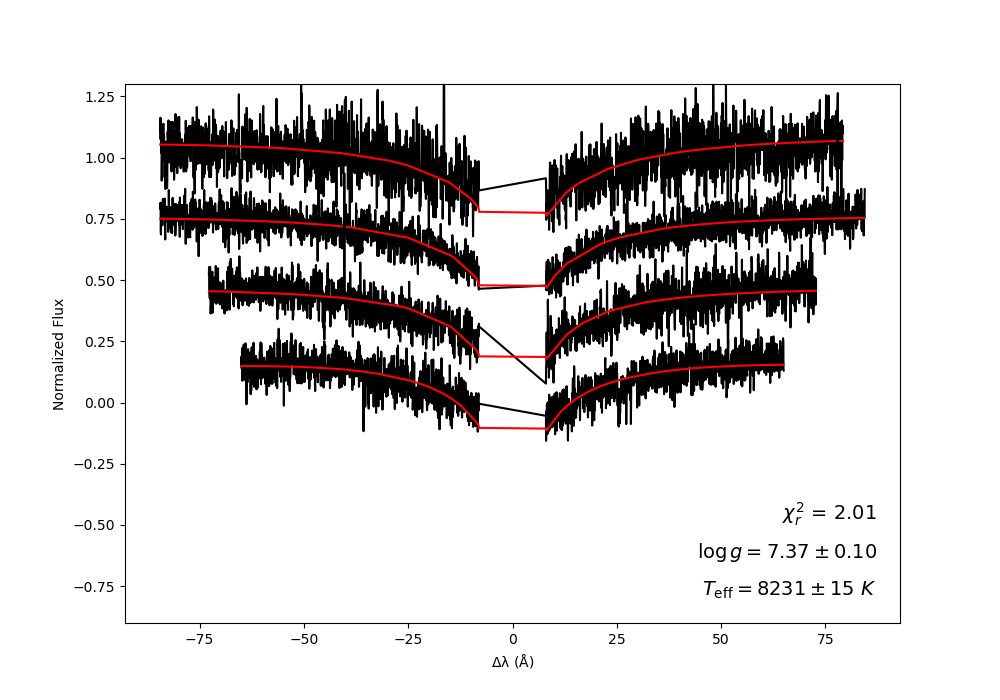 1.25
1.00
0.75
0.50
0.25
0.00
−0.25
−0.50
−0.75
Normalized Flux
χ²ᵣ = 2.01
log g = 7.37 ± 0.10
T_eff = 8231 ± 15 K
−75 −50 −25 0 25 50 75
Δλ (Å)